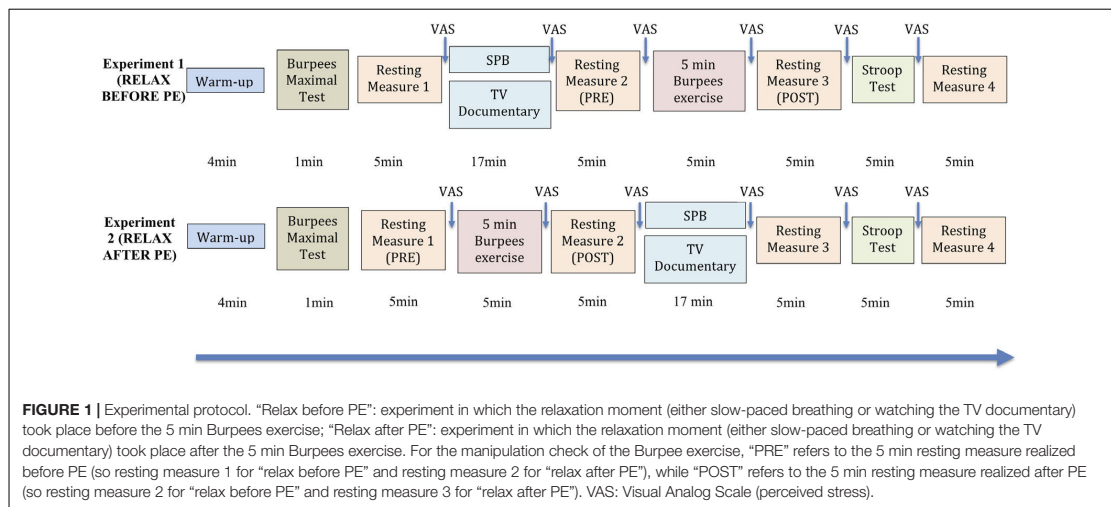 VAS VAS VAS VAS VAS
Experiment 1
(RELAX
BEFORE PE)
Warm-up
Burpees
Maximal
Test
Resting
Measure 1
SPB
TV
Documentary
Resting
Measure 2
(PRE)
5 min
Burpees
exercise
Resting
Measure 3
(POST)
Stroop
Test
Resting
Measure 4
4min 1min 5min 17min 5min 5min 5min 5min 5min
VAS VAS VAS VAS VAS VAS
Experiment
2 (RELAX
AFTER PE)
Warm-up
Burpees
Maximal
Test
Resting
Measure 1
(PRE)
5 min
Burpees
exercise
Resting
Measure 2
(POST)
SPB
TV
Documentary
Resting
Measure 3
Stroop
Test
Resting
Measure 4
4min 1min 5min 5min 5min 17 min 5min 5min 5min
FIGURE 1 | Experimental protocol. “Relax before PE”: experiment in which the relaxation moment (either slow-paced breathing or watching the TV documentary)
took place before the 5 min Burpees exercise; “Relax after PE”: experiment in which the relaxation moment (either slow-paced breathing or watching the TV
documentary) took place after the 5 min Burpees exercise. For the manipulation check of the Burpee exercise, “PRE” refers to the 5 min resting measure realized
before PE (so resting measure 1 for “relax before PE” and resting measure 2 for “relax after PE”), while “POST” refers to the 5 min resting measure realized after PE
(so resting measure 2 for “relax before PE” and resting measure 3 for “relax after PE”). VAS: Visual Analog Scale (perceived stress).